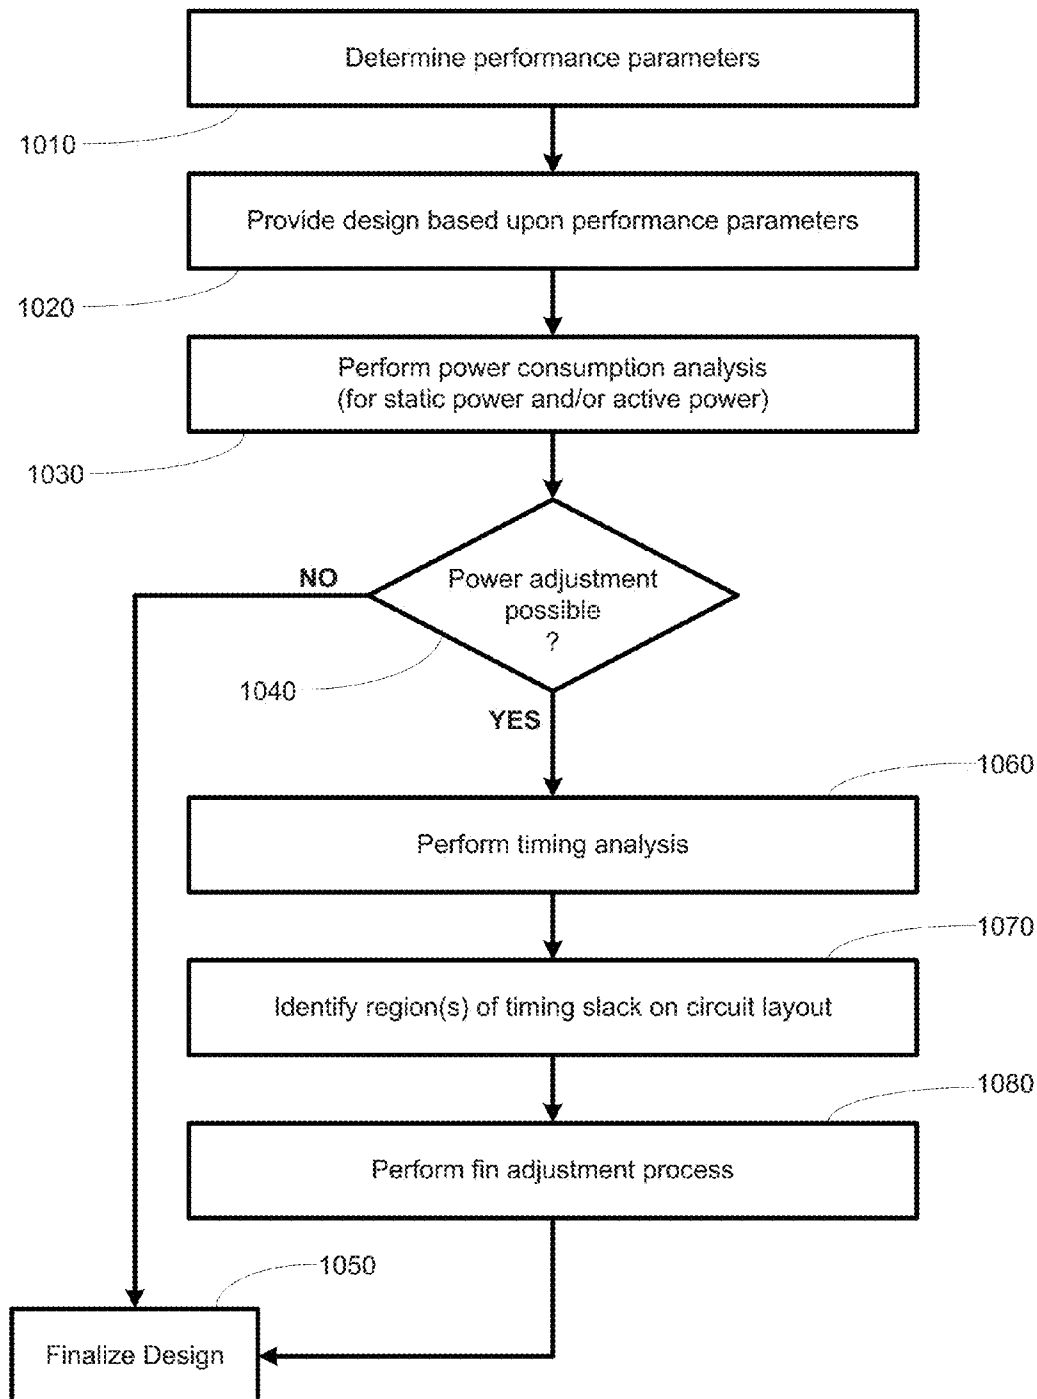 Determine performance parameters
1010
Provide design based upon performance parameters
1020
Perform power consumption analysis
(for static power and/or active power)
1030
NO
Power adjustment
possible
?
1040
YES
1060
Perform timing analysis
1070
Identify region(s) of timing slack on circuit layout
1080
Perform fin adjustment process
1050
Finalize Design